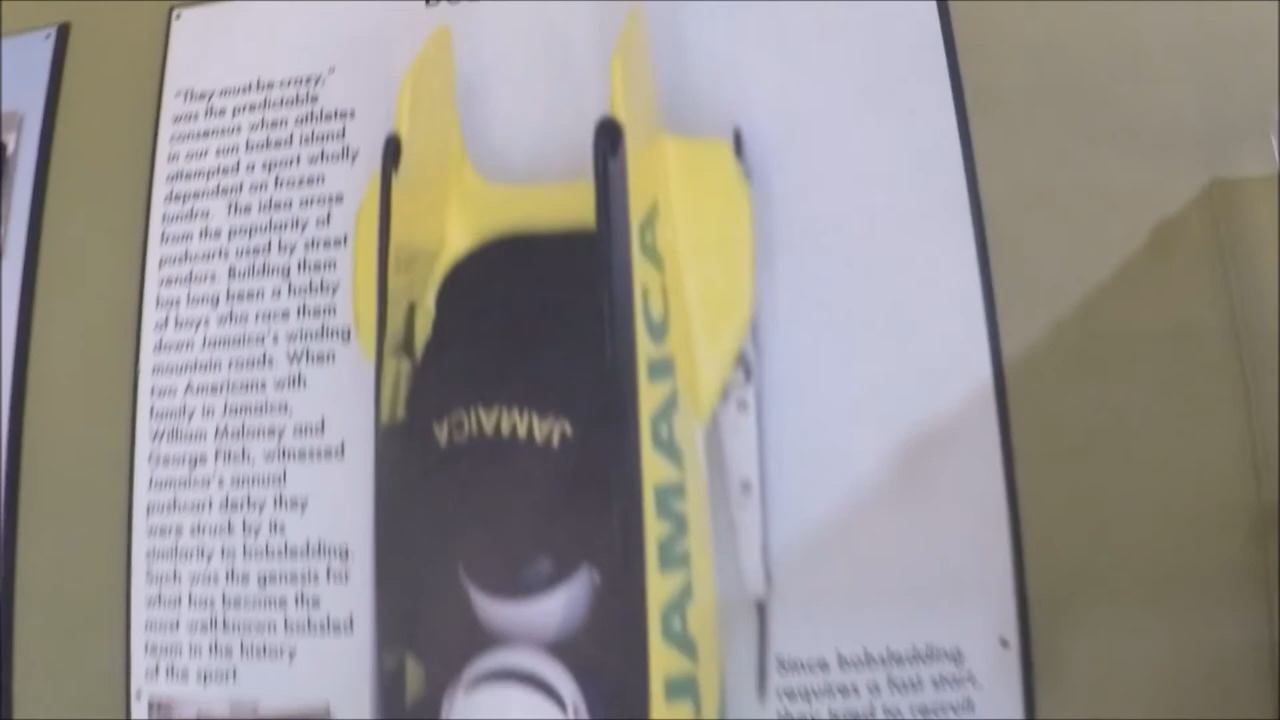 "They must be crazy,"
was the predictable
consensus when athletes
in our sun baked island
attempted a sport wholly
dependent on frozen
tundra. The idea arose
from the popularity of
pushcarts used by street
vendors. Building them
has long been a hobby
of boys who race them
down Jamaica's winding
mountain roads. When
two Americans with
family in Jamaica,
William Maloney and
George Fitch, witnessed
Jamaica's annual
pushcart derby they
were struck by its
similarity to bobsledding.
Such was the genesis for
what has become the
most well-known bobsled
team in the history
of the sport.
JAMAICA
JAMAICA
Since bobsledding
requires a fast start,
they had to recruit